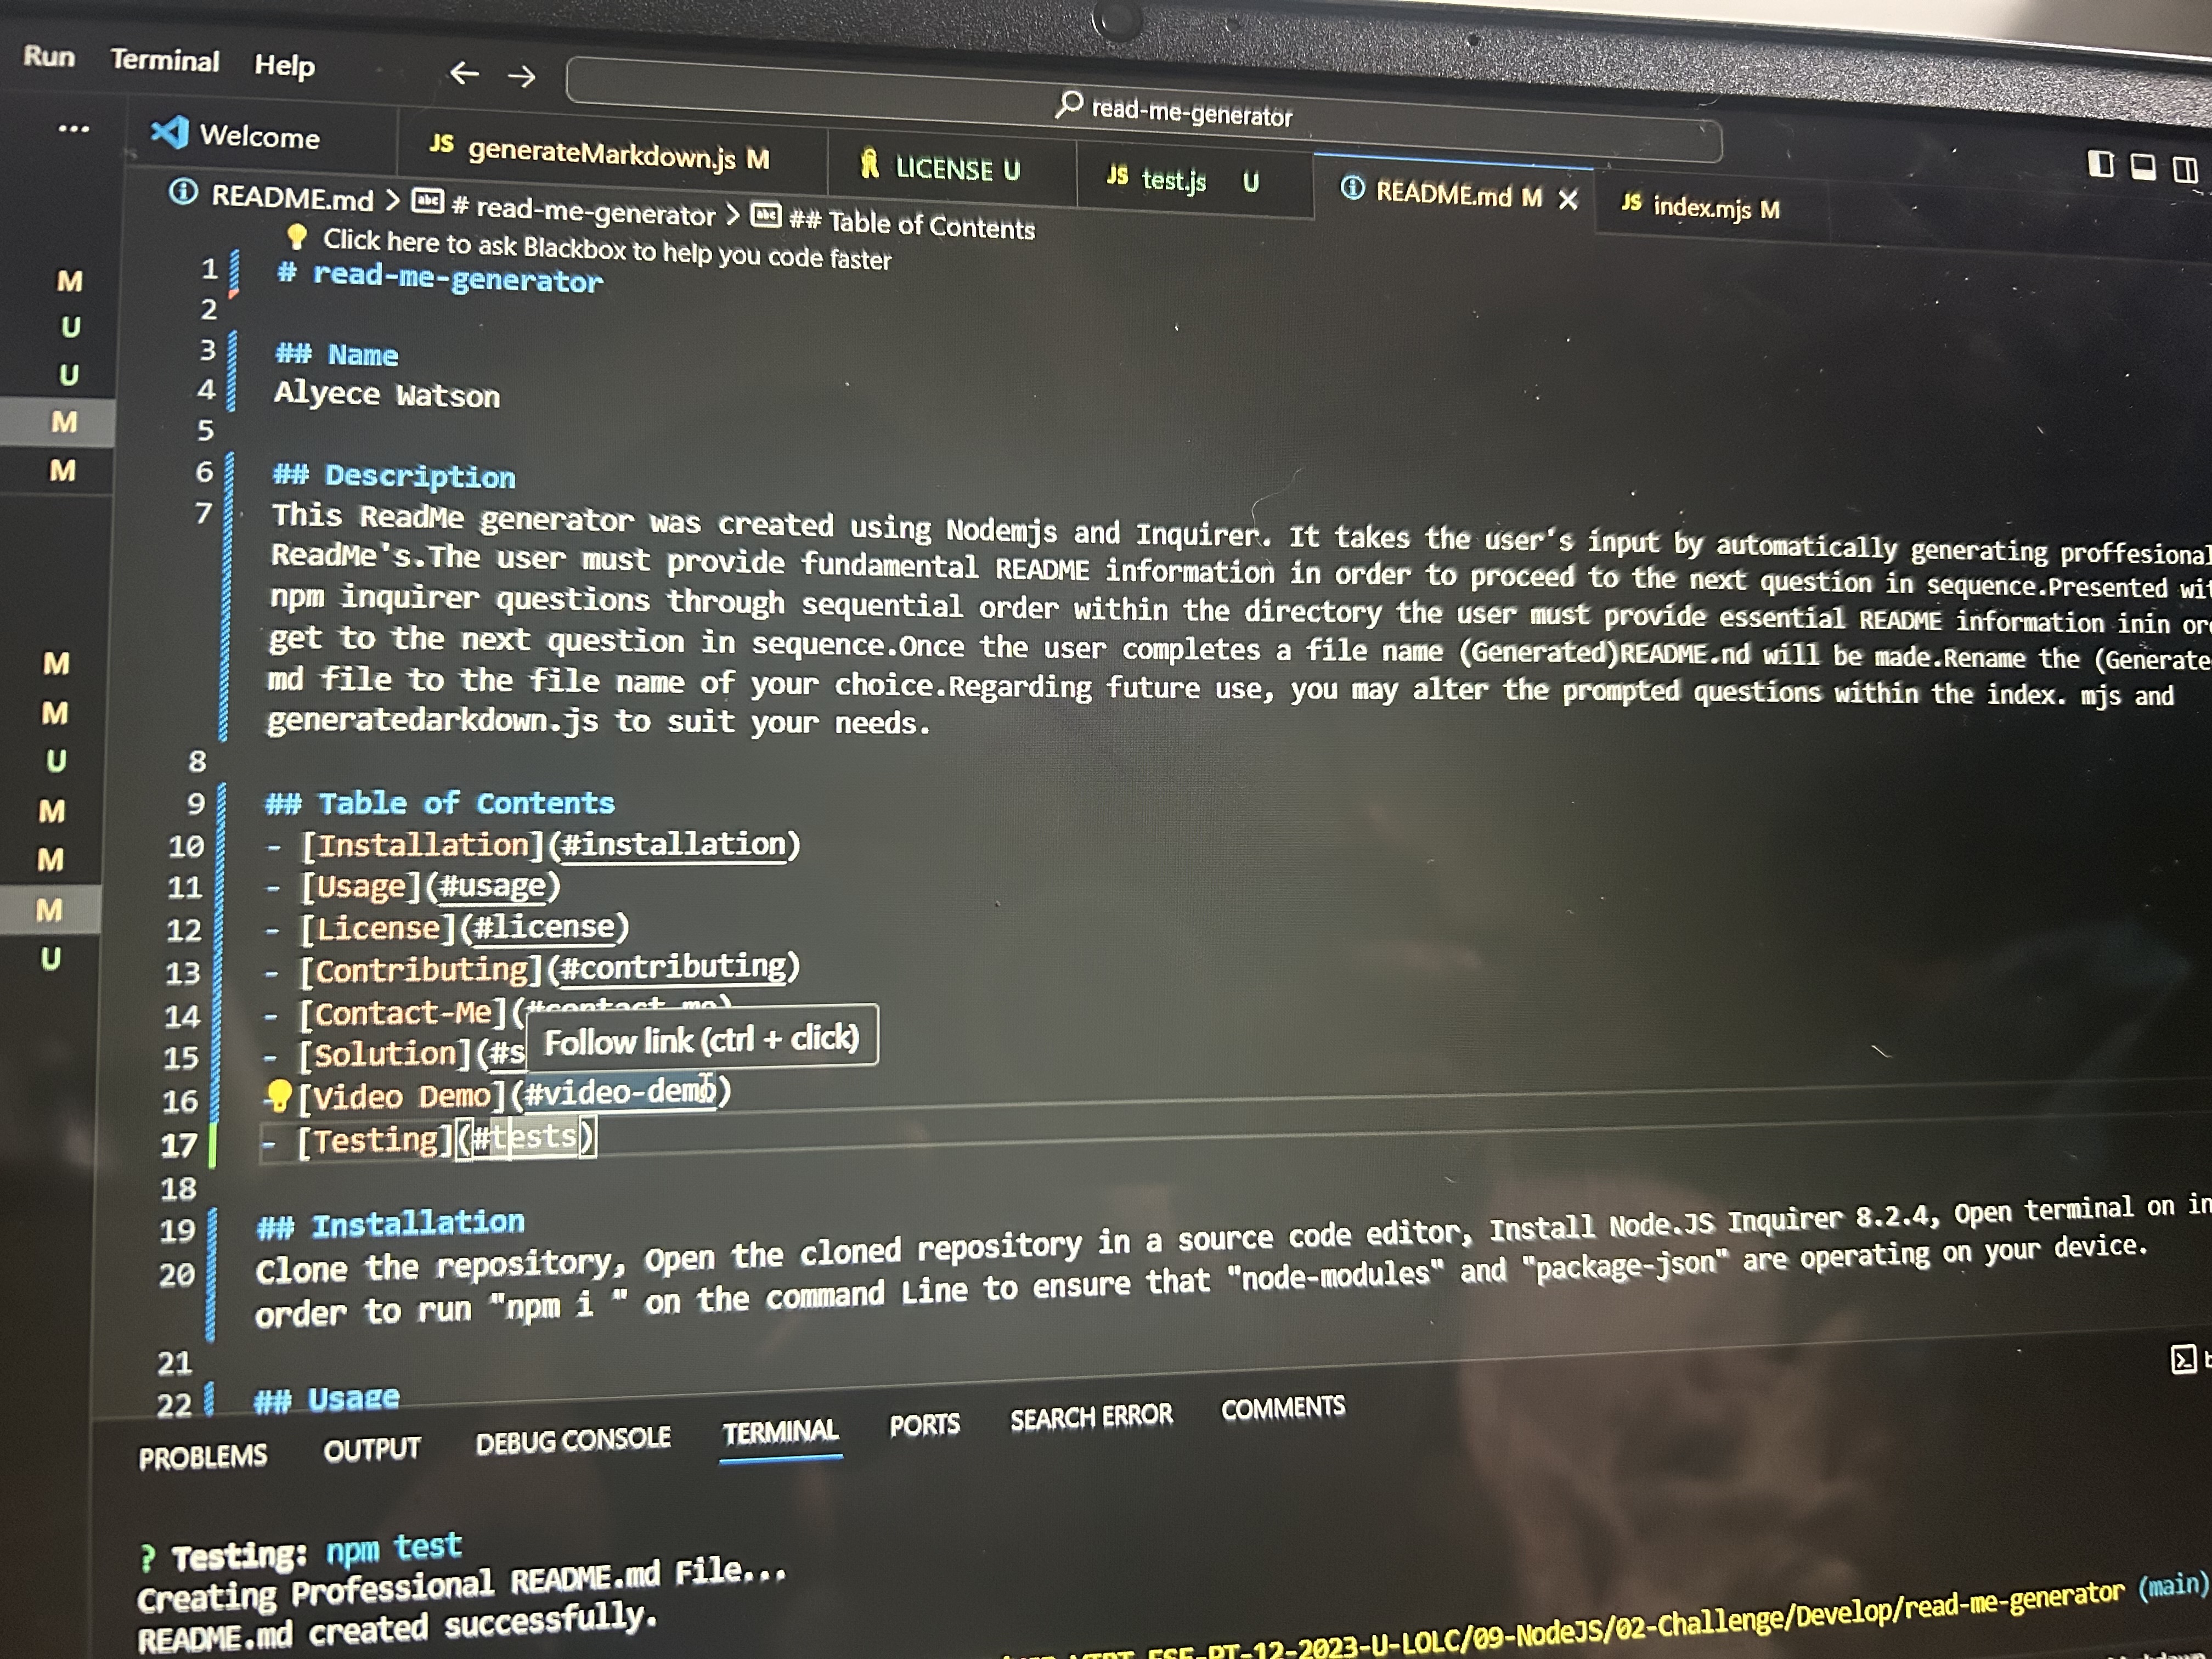 Run Terminal Help
read-me-generator
Welcome
JS generateMarkdown.js M
LICENSE U
JS test.js U
README.md M
JS index.mjs M
README.md > # read-me-generator > ## Table of Contents
Click here to ask Blackbox to help you code faster
1 # read-me-generator
2
3 ## Name
4 Alyece Watson
5
6 ## Description
7 This ReadMe generator was created using Nodemjs and Inquirer. It takes the user's input by automatically generating proffesional
ReadMe's.The user must provide fundamental README information in order to proceed to the next question in sequence.Presented
npm inquirer questions through sequential order within the directory the user must provide essential README information inin
get to the next question in sequence.Once the user completes a file name (Generated)README.nd will be made.Rename the
md file to the file name of your choice.Regarding future use, you may alter the prompted questions within the index. mjs and
generatedarkdown.js to suit your needs.
8
9 ## Table of Contents
10 - [Installation](#installation)
11 - [Usage](#usage)
12 - [License](#license)
13 - [Contributing](#contributing)
14 - [Contact-Me](#contact-me)
Follow link (ctrl + click)
15 - [Solution](#s
16 - [Video Demo](#video-demo)
17 - [Testing](#tests)
18
19 ## Installation
20 Clone the repository, Open the cloned repository in a source code editor, Install Node.JS Inquirer 8.2.4, Open terminal on
order to run "npm i " on the command Line to ensure that "node-modules" and "package-json" are operating on your device.
21
22 ## Usage
PROBLEMS OUTPUT DEBUG CONSOLE TERMINAL PORTS SEARCH ERROR COMMENTS
? Testing: npm test
Creating Professional README.md File...
README.md created successfully.
-PT-12-2023-U-LOLC/09-NodeJS/02-Challenge/Develop/read-me-generator (main)
M
U
U
M
M
M
M
U
M
M
M
U